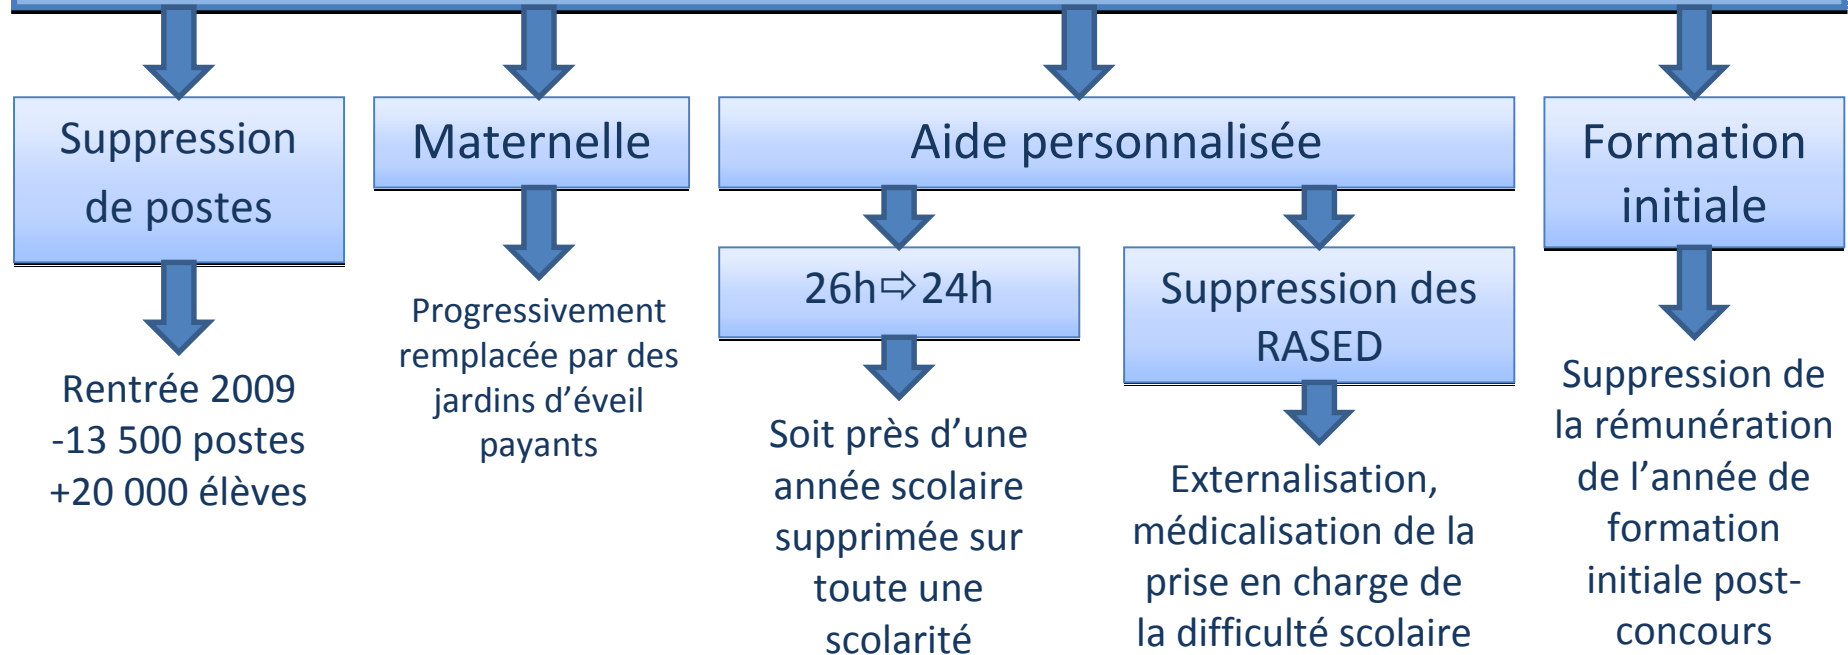 Suppression
de postes
Rentrée 2009
-13 500 postes
+20 000 élèves
Maternelle
Progressivement
remplacée par des
jardins d’éveil
payants
Aide personnalisée
26h⇨24h
Soit près d’une
année scolaire
supprimée sur
toute une
scolarité
Suppression des
RASED
Externalisation,
médicalisation de la
prise en charge de
la difficulté scolaire
Formation
initiale
Suppression de
la rémunération
de l’année de
formation
initiale post-
concours